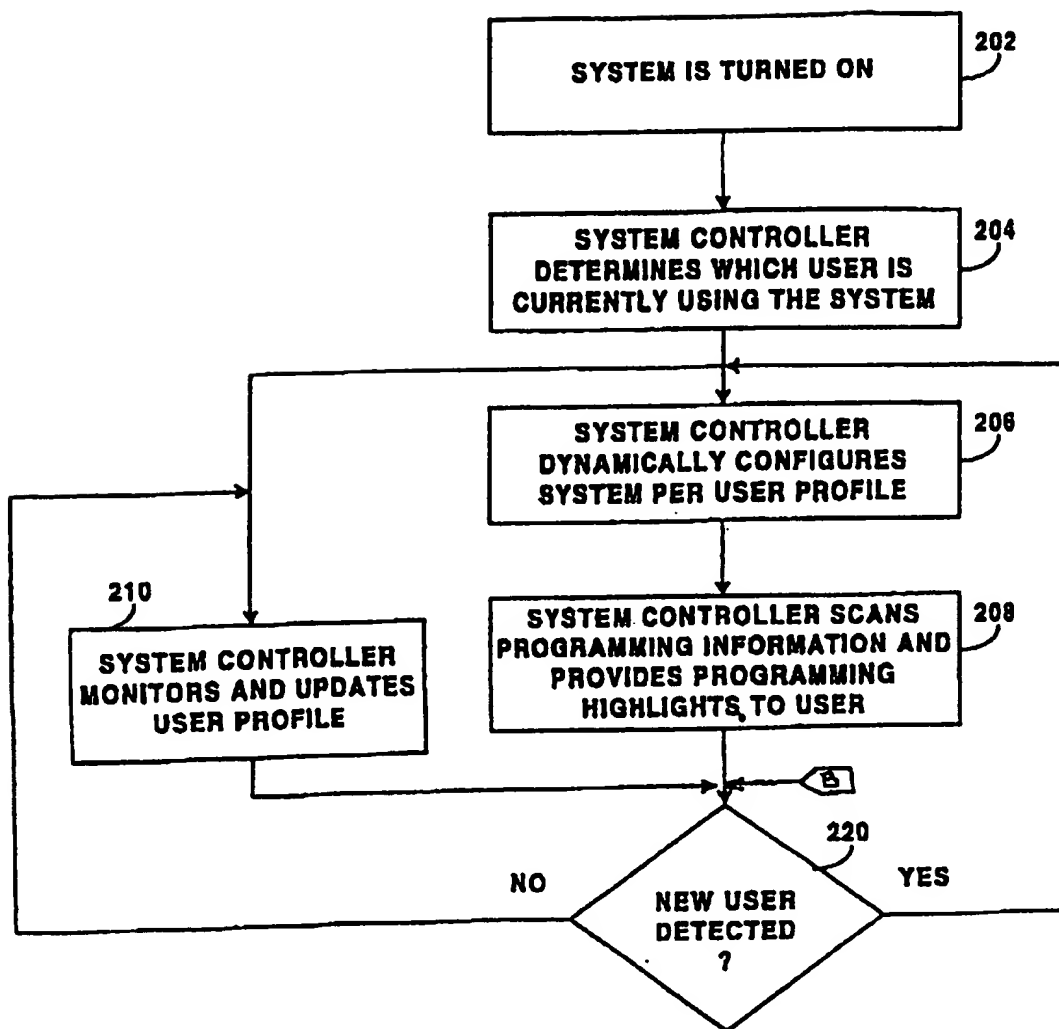 202
SYSTEM IS TURNED ON
204
SYSTEM CONTROLLER
DETERMINES WHICH USER IS
CURRENTLY USING THE SYSTEM
206
SYSTEM CONTROLLER
DYNAMICALLY CONFIGURES
SYSTEM PER USER PROFILE
208
SYSTEM CONTROLLER SCANS
PROGRAMMING INFORMATION AND
PROVIDES PROGRAMMING
HIGHLIGHTS TO USER
210
SYSTEM CONTROLLER
MONITORS AND UPDATES
USER PROFILE
B
220
NO
YES
NEW USER
DETECTED
?